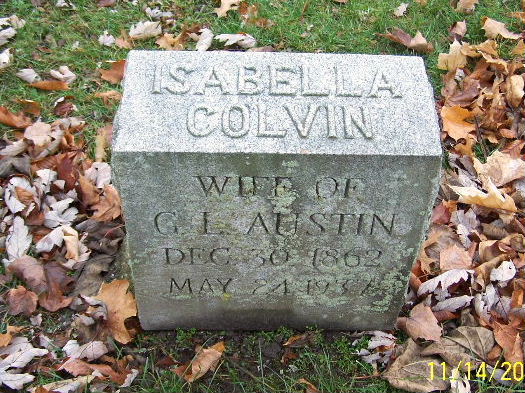 ISABELLA
COLVIN
WIFE OF
G. L. AUSTIN
DEC. 30 1862
MAY 24
11/14/20